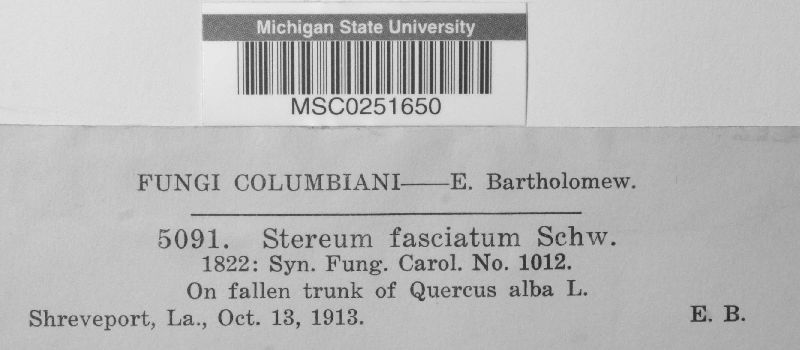 Michigan State University
MSC0251650
FUNGI COLUMBIANI——E. Bartholomew.
5091. Stereum fasciatum Schw.
1822: Syn. Fung. Carol. No. 1012.
On fallen trunk of Quercus alba L.
Shreveport, La., Oct. 13, 1913. E. B.